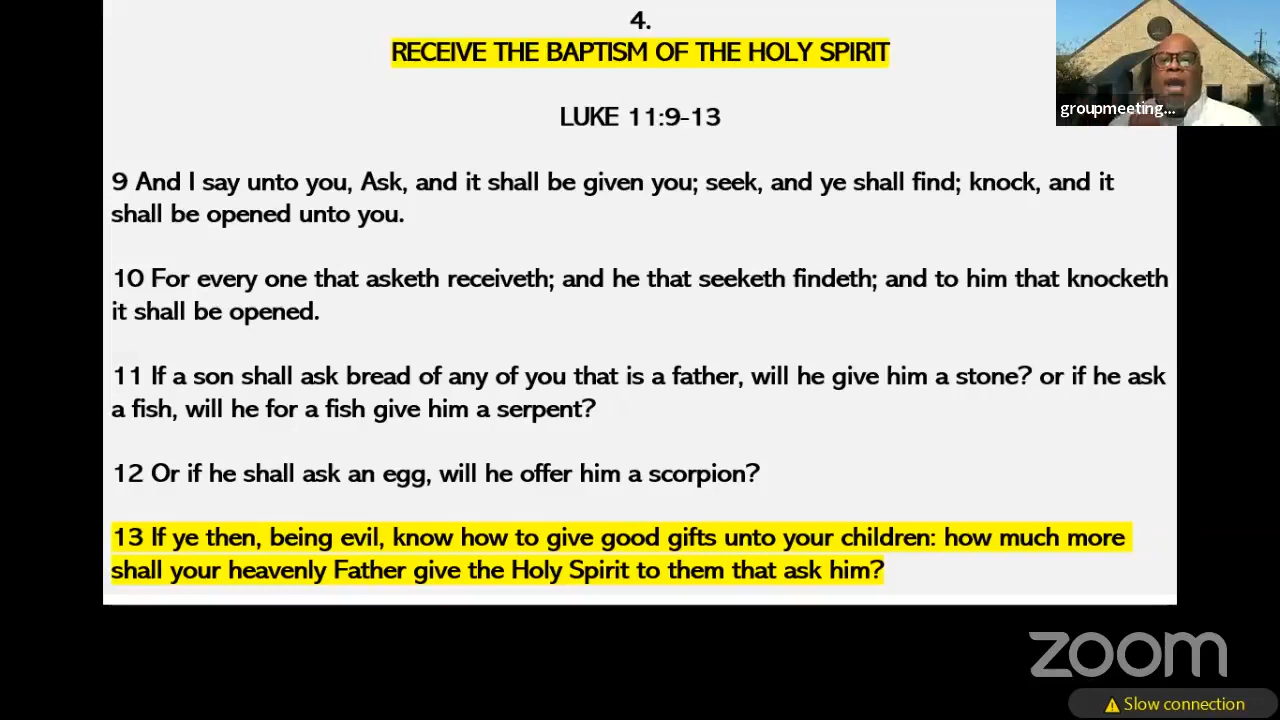 4.
RECEIVE THE BAPTISM OF THE HOLY SPIRIT
groupmeeting...
LUKE 11:9-13
9 And I say unto you, Ask, and it shall be given you; seek, and ye shall find; knock, and it
shall be opened unto you.
10 For every one that asketh receiveth; and he that seeketh findeth; and to him that knocketh
it shall be opened.
11 If a son shall ask bread of any of you that is a father, will he give him a stone? or if he ask
a fish, will he for a fish give him a serpent?
12 Or if he shall ask an egg, will he offer him a scorpion?
13 If ye then, being evil, know how to give good gifts unto your children: how much more
shall your heavenly Father give the Holy Spirit to them that ask him?
zoom
Slow connection